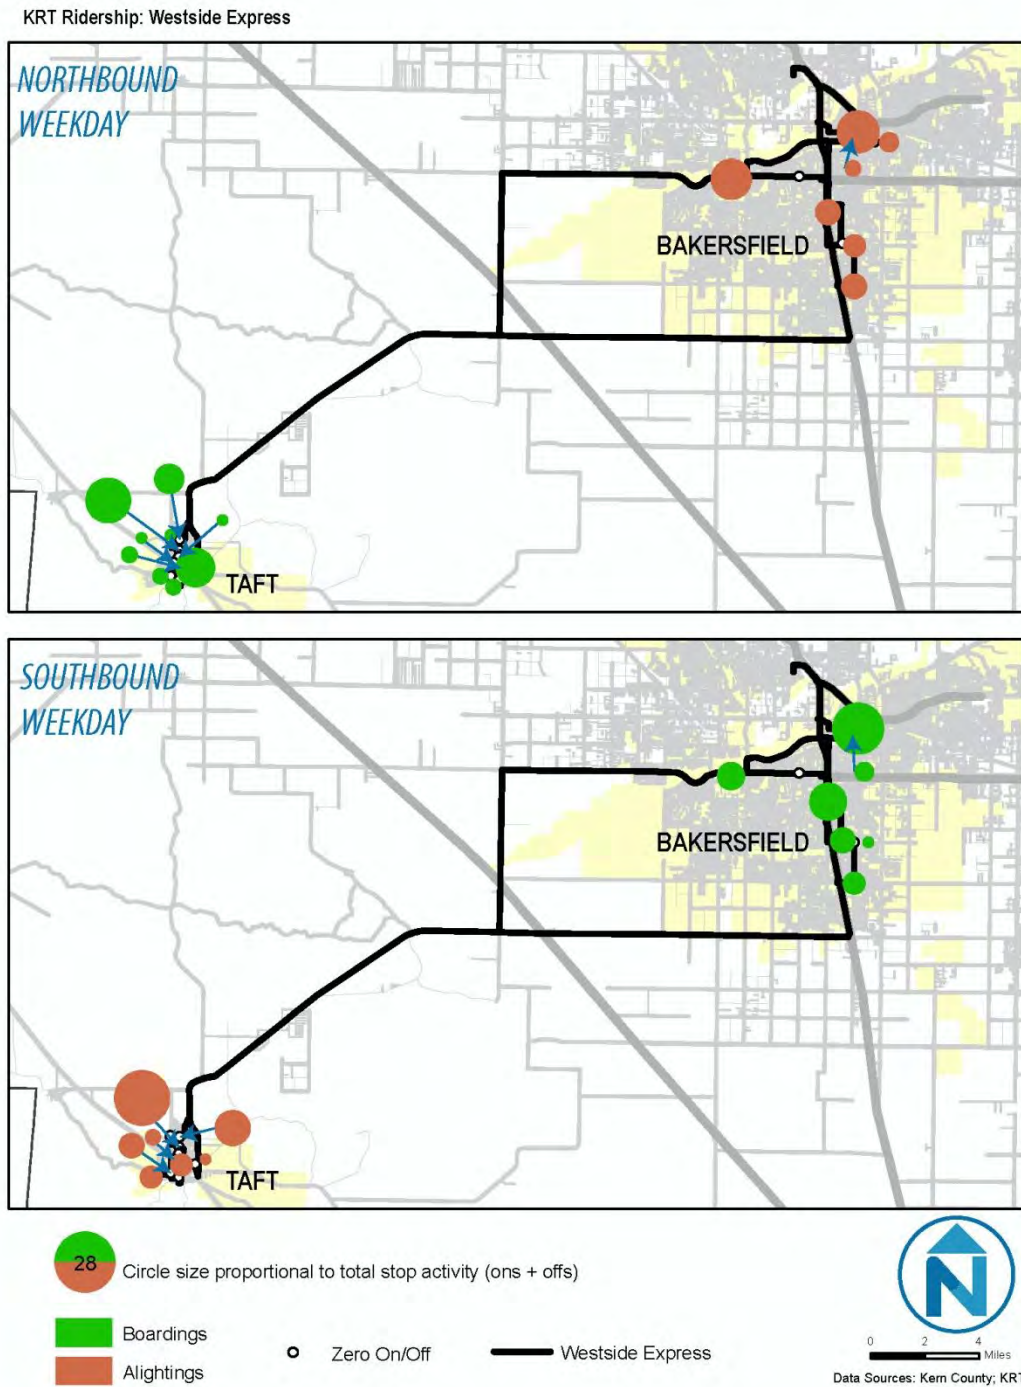 KRT Ridership: Westside Express
NORTHBOUND
WEEKDAY
BAKERSFIELD
TAFT
SOUTHBOUND
WEEKDAY
BAKERSFIELD
TAFT
28
Circle size proportional to total stop activity (ons + offs)
Boardings
Alightings
Zero On/Off
Westside Express
N
0 2 4
Miles
Data Sources: Kern County; KRT